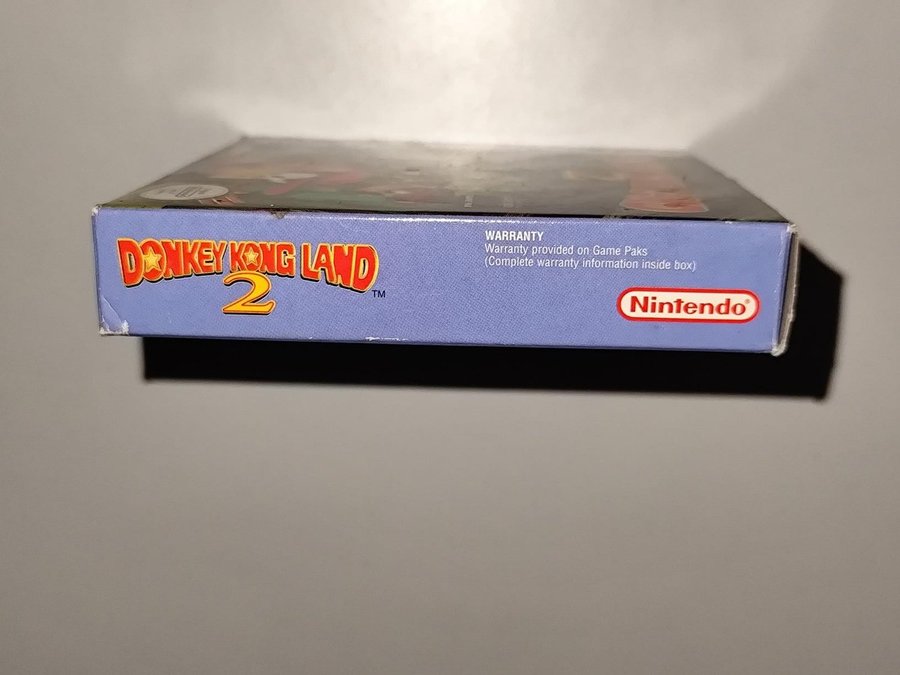 DONKEY KONG LAND
2 TM
WARRANTY
Warranty provided on Game Paks
(Complete warranty information inside box)
Nintendo®